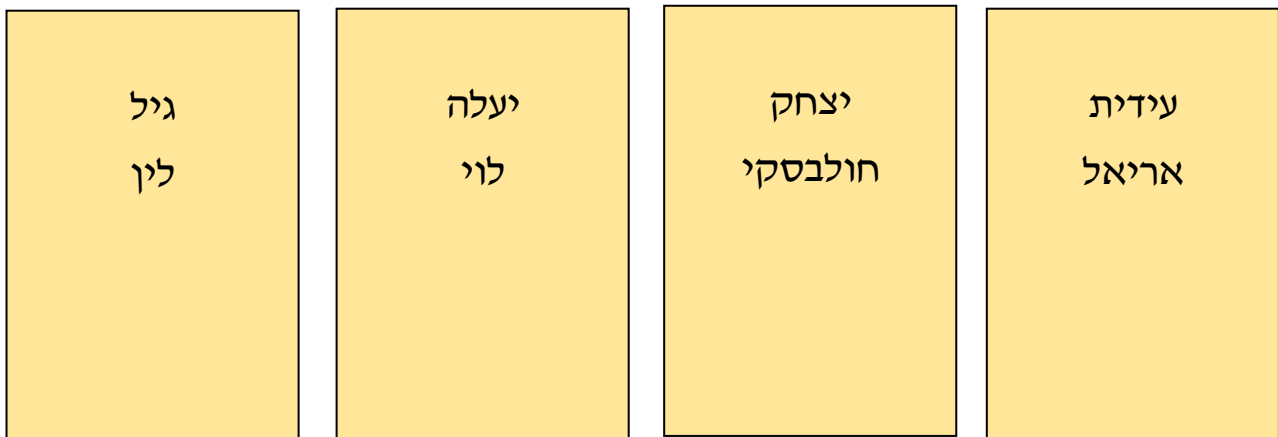 עידית
אריאל
יצחק
חולבסקי
יעלה
לוי
גיל
לין